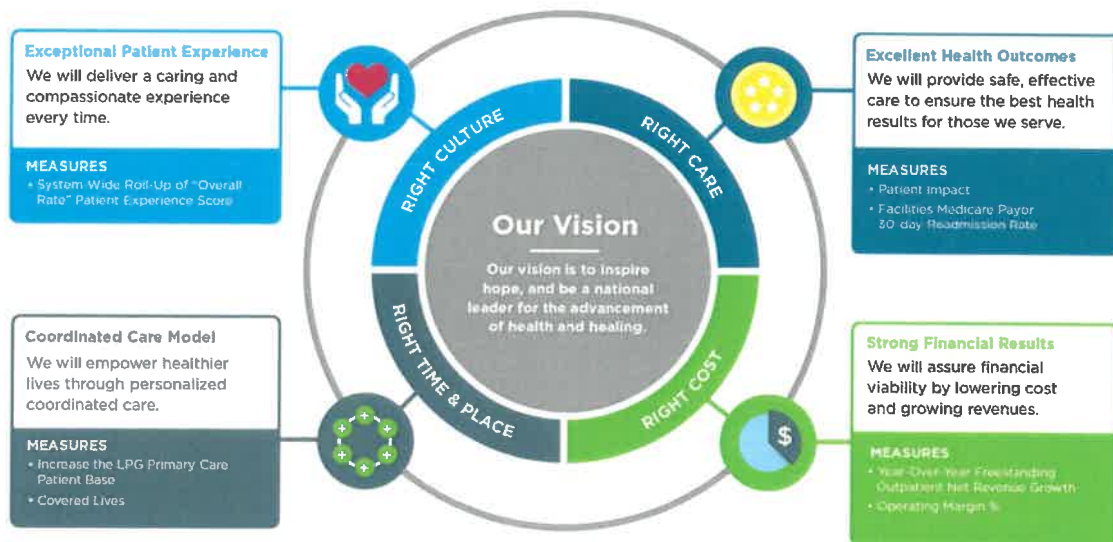 Exceptional Patient Experience
We will deliver a caring and
compassionate experience
every time.
MEASURES
• System-Wide Roll-Up of "Overall
Rate" Patient Experience Score
Excellent Health Outcomes
We will provide safe, effective
care to ensure the best health
results for those we serve.
MEASURES
• Patient Impact
• Facilities Medicare Payor
30-day Readmission Rate
RIGHT CULTURE
RIGHT CARE
Our Vision
Our vision is to inspire
hope, and be a national
leader for the advancement
of health and healing.
RIGHT TIME & PLACE
RIGHT COST
Coordinated Care Model
We will empower healthier
lives through personalized
coordinated care.
MEASURES
• Increase the LPG Primary Care
Patient Base
• Covered Lives
Strong Financial Results
We will assure financial
viability by lowering cost
and growing revenues.
$
MEASURES
• Year-Over-Year Freestanding
Outpatient Net Revenue Growth
• Operating Margin %